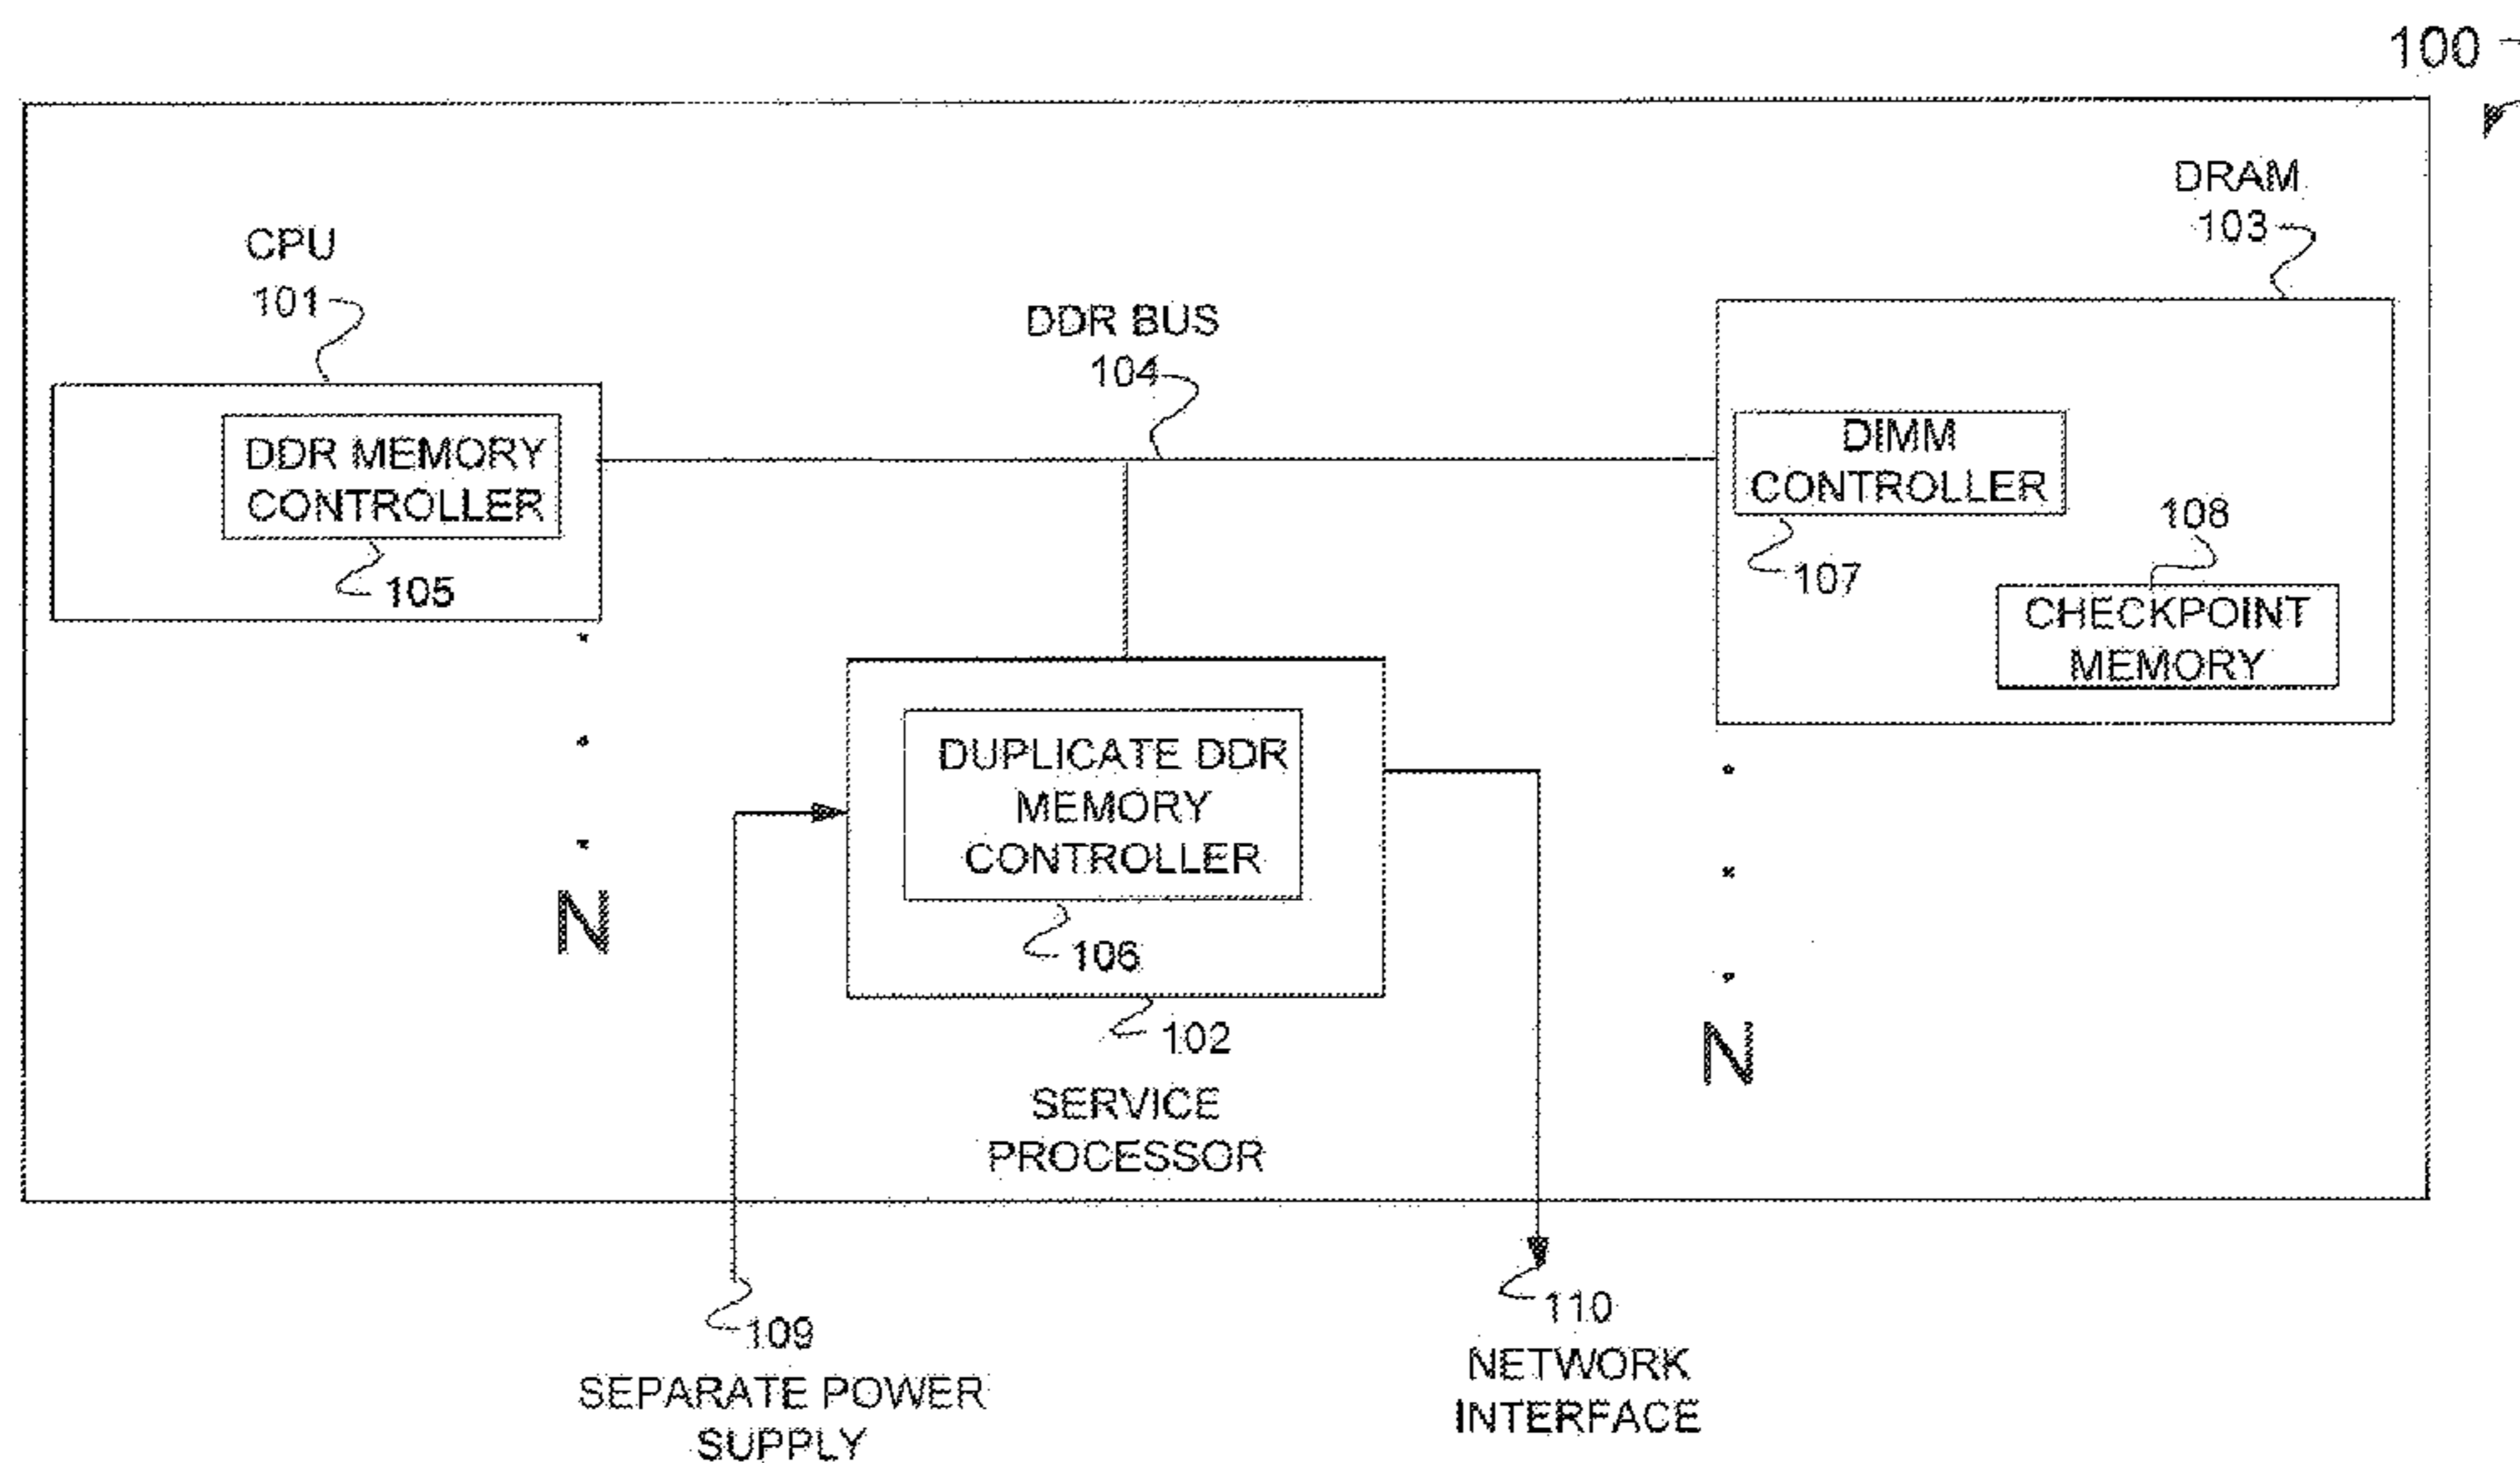 100
DRAM
103
CPU
101
DDR BUS
104
DDR MEMORY
CONTROLLER
105
DIMM
CONTROLLER
107
108
CHECKPOINT
MEMORY
DUPLICATE DDR
MEMORY
CONTROLLER
106
N
102
SERVICE
PROCESSOR
N
109
SEPARATE POWER
SUPPLY
110
NETWORK
INTERFACE